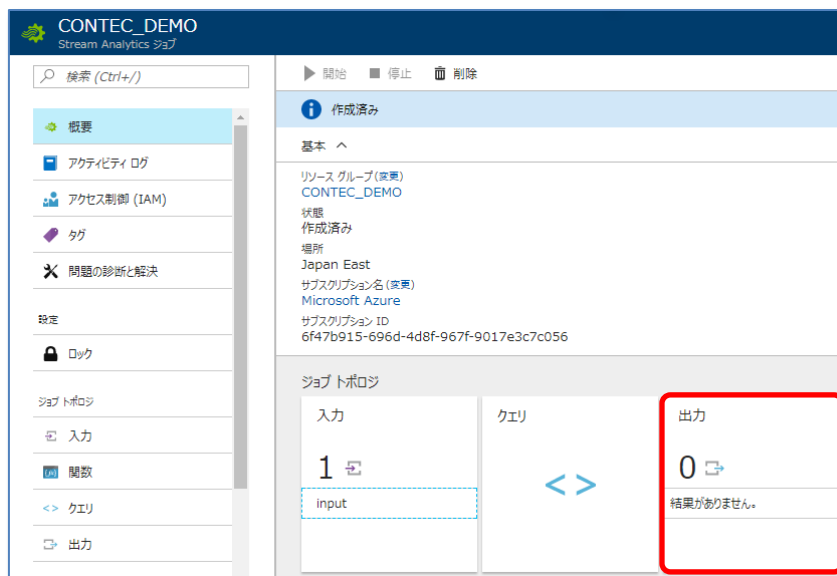 CONTEC_DEMO
Stream Analytics ジョブ
検索 (Ctrl+/)
概要
アクティビティ ログ
アクセス制御 (IAM)
タグ
問題の診断と解決
設定
ロック
ジョブ トポロジ
入力
関数
クエリ
出力
開始 停止 削除
作成済み
基本
リソース グループ (変更)
CONTEC_DEMO
状態
作成済み
場所
Japan East
サブスクリプション名 (変更)
Microsoft Azure
サブスクリプション ID
6f47b915-696d-4d8f-967f-9017e3c7c056
ジョブ トポロジ
入力
1
input
クエリ
< >
出力
0
結果がありません。